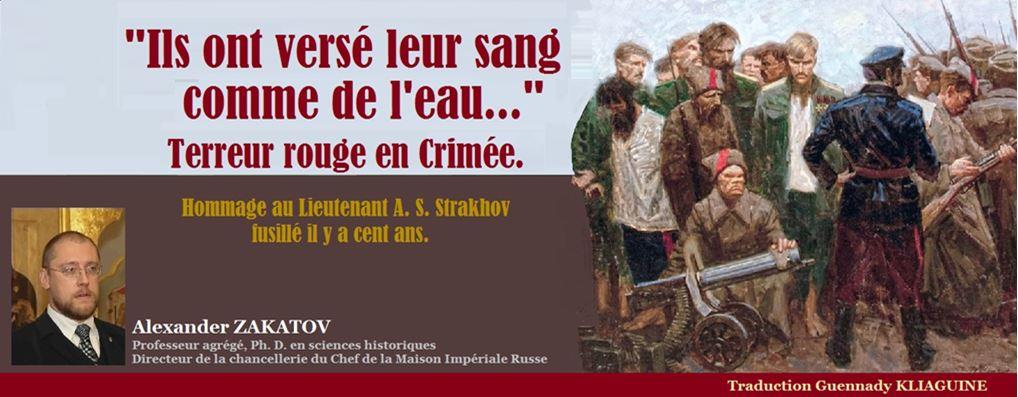 "Ils ont versé leur sang
comme de l'eau..."
Terreur rouge en Crimée.
Hommage au Lieutenant A. S. Strakhov
fusillé il y a cent ans.
Alexander ZAKATOV
Professeur agrégé, Ph. D. en sciences historiques
Directeur de la chancellerie du Chef de la Maison Impériale Russe
Traduction Guennady KLIAGUINE